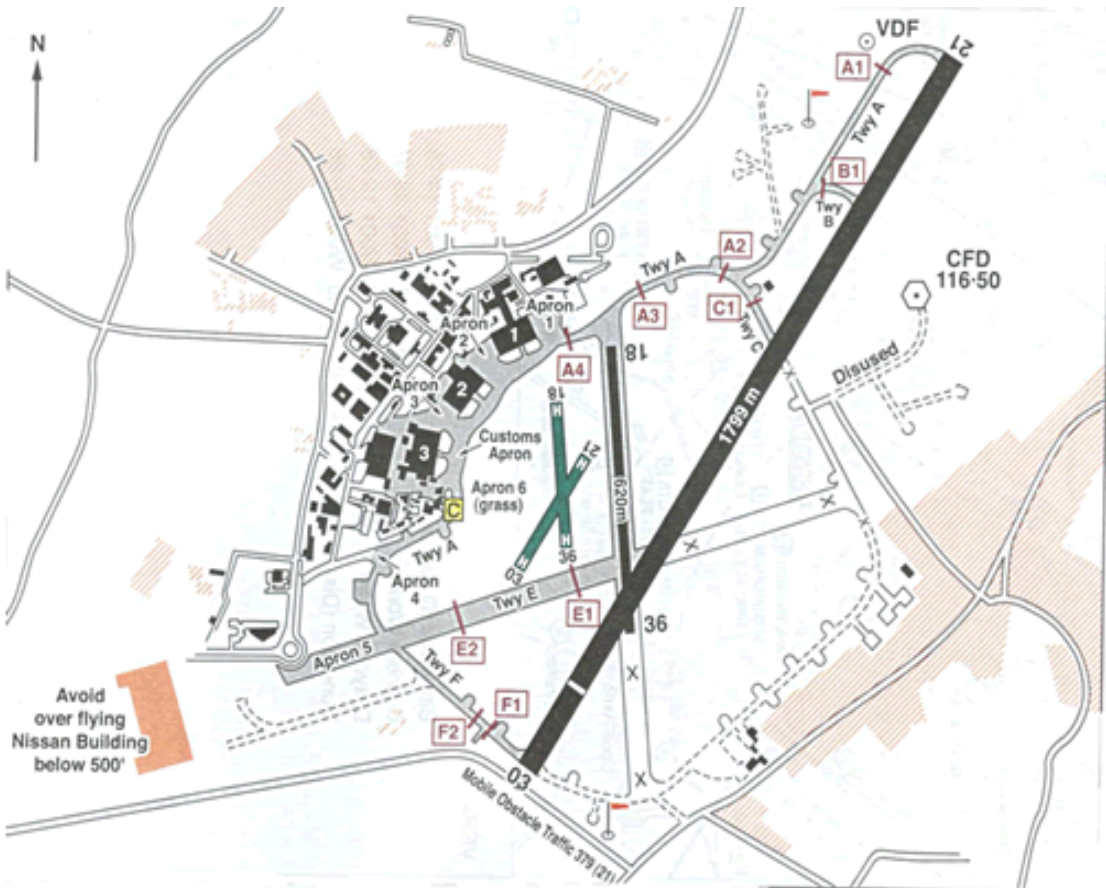 N
VDF
21
A1
Twy A
B1
Twy
B
A2
Twy A
CFD
116·50
C1
A3
Twy C
Apron
1
1
Apron
2
18
A4
Disused
2
Apron
3
18
1799 m
21
3
Customs
Apron
620m
Apron 6
(grass)
C
H
H
H
H
36
03
Twy A
Apron
4
Twy E
E1
36
E2
Apron 5
Twy F
F1
F2
Avoid
over flying
Nissan Building
below 500'
03
Mobile Obstacle Traffic 379 (21)
X
X
X
X
X
X